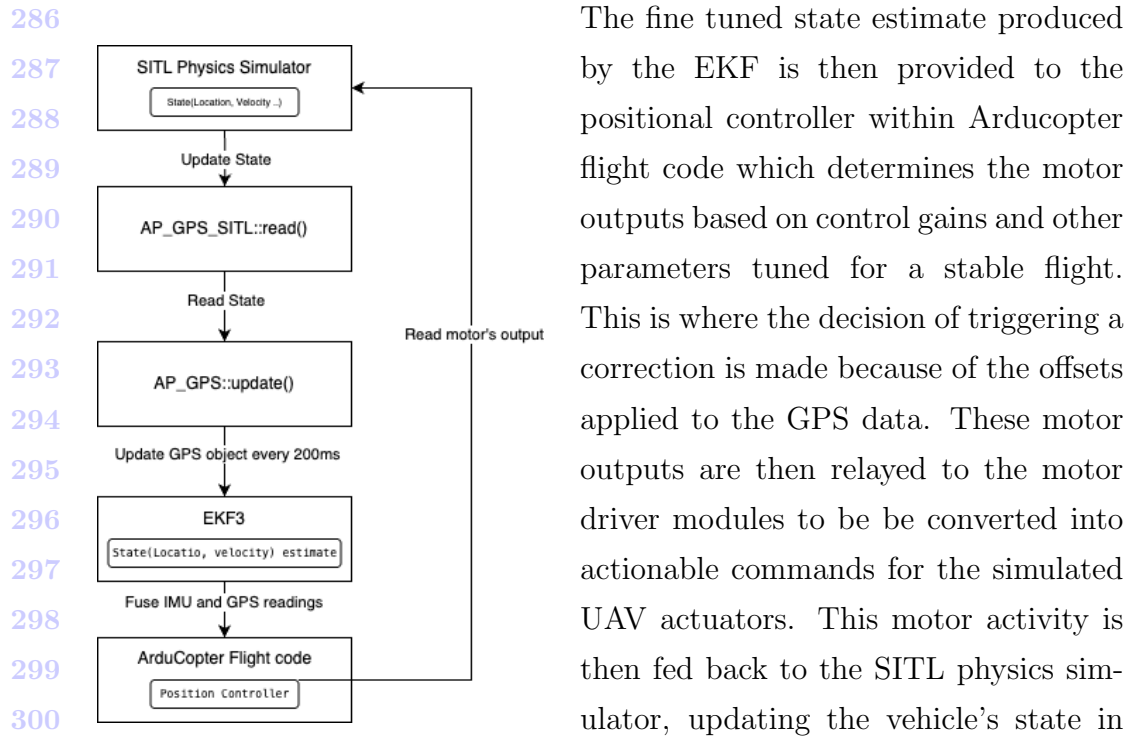 286
287
288
289
290
291
292
293
294
295
296
297
298
299
300
SITL Physics Simulator
State(Location, Velocity ..)
Update State
AP_GPS_SITL::read()
Read State
AP_GPS::update()
Update GPS object every 200ms
EKF3
State(Locatio, velocity) estimate
Fuse IMU and GPS readings
ArduCopter Flight code
Position Controller
Read motor's output
The fine tuned state estimate produced
by the EKF is then provided to the
positional controller within Arducopter
flight code which determines the motor
outputs based on control gains and other
parameters tuned for a stable flight.
This is where the decision of triggering a
correction is made because of the offsets
applied to the GPS data. These motor
outputs are then relayed to the motor
driver modules to be be converted into
actionable commands for the simulated
UAV actuators. This motor activity is
then fed back to the SITL physics sim-
ulator, updating the vehicle's state in